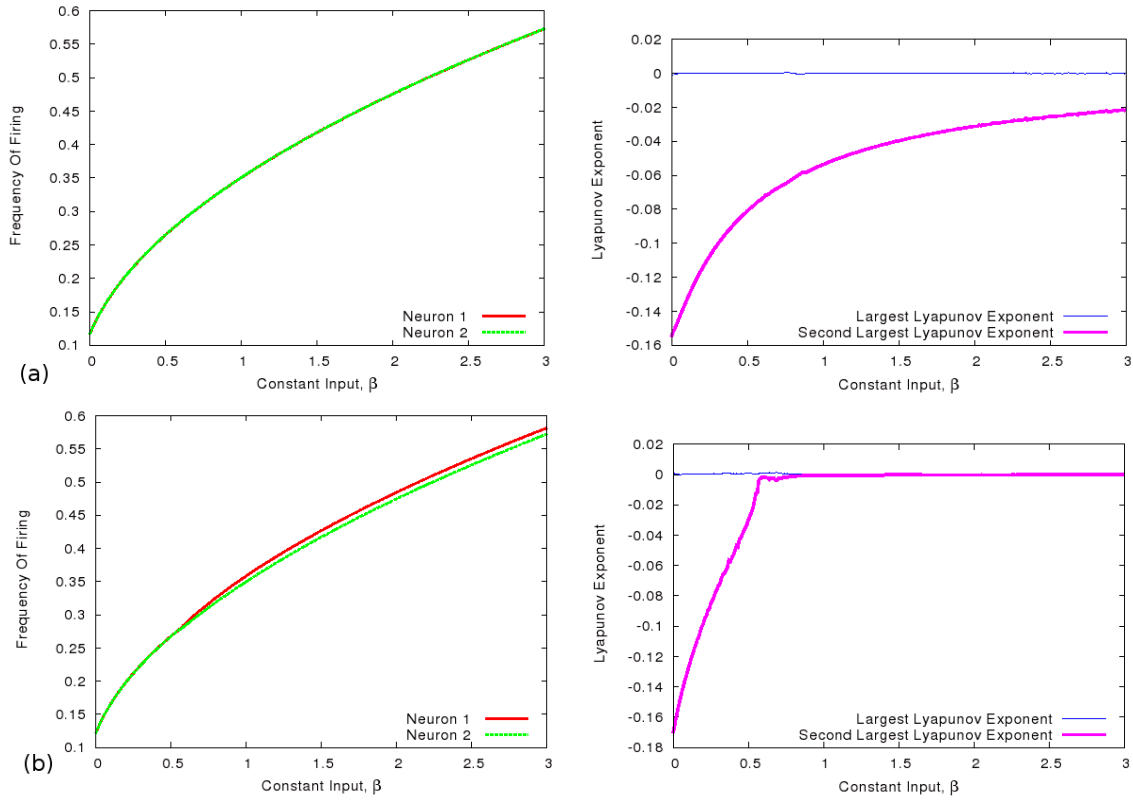 0.6
0.55
0.5
0.45
0.4
0.35
0.3
0.25
0.2
0.15
0.1
Frequency Of Firing
Neuron 1
Neuron 2
0 0.5 1 1.5 2 2.5 3
Constant Input, β
(a)
0.02
0
-0.02
-0.04
-0.06
-0.08
-0.1
-0.12
-0.14
-0.16
Lyapunov Exponent
Largest Lyapunov Exponent
Second Largest Lyapunov Exponent
0 0.5 1 1.5 2 2.5 3
Constant Input, β
0.6
0.55
0.5
0.45
0.4
0.35
0.3
0.25
0.2
0.15
0.1
Frequency Of Firing
Neuron 1
Neuron 2
0 0.5 1 1.5 2 2.5 3
Constant Input, β
(b)
0.02
0
-0.02
-0.04
-0.06
-0.08
-0.1
-0.12
-0.14
-0.16
-0.18
Lyapunov Exponent
Largest Lyapunov Exponent
Second Largest Lyapunov Exponent
0 0.5 1 1.5 2 2.5 3
Constant Input, β